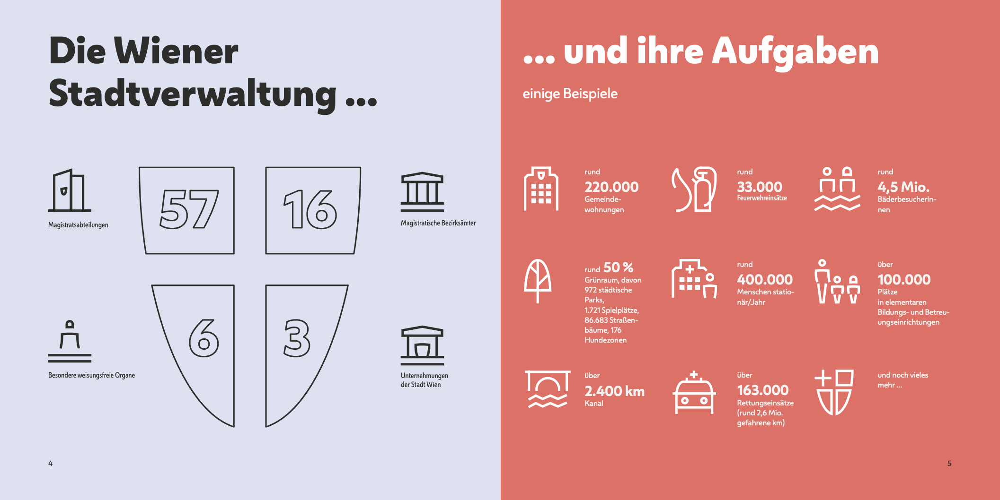 Die Wiener
Stadtverwaltung ...
57
Magistratsabteilungen
16
Magistratische Bezirksämter
6
Besondere weisungsfreie Organe
3
Unternehmungen
der Stadt Wien
4
... und ihre Aufgaben
einige Beispiele
rund
220.000
Gemeinde-
wohnungen
rund
33.000
Feuerwehreinsätze
rund
4,5 Mio.
BäderbesucherIn-
nen
rund 50 %
Grünraum, davon
972 städtische
Parks,
1.721 Spielplätze,
86.683 Straßen-
bäume, 176
Hundezonen
rund
400.000
Menschen statio-
när/Jahr
über
100.000
Plätze
in elementaren
Bildungs- und Betreu-
ungseinrichtungen
über
2.400 km
Kanal
über
163.000
Rettungseinsätze
(rund 2,6 Mio.
gefahrene km)
und noch vieles
mehr ...
5